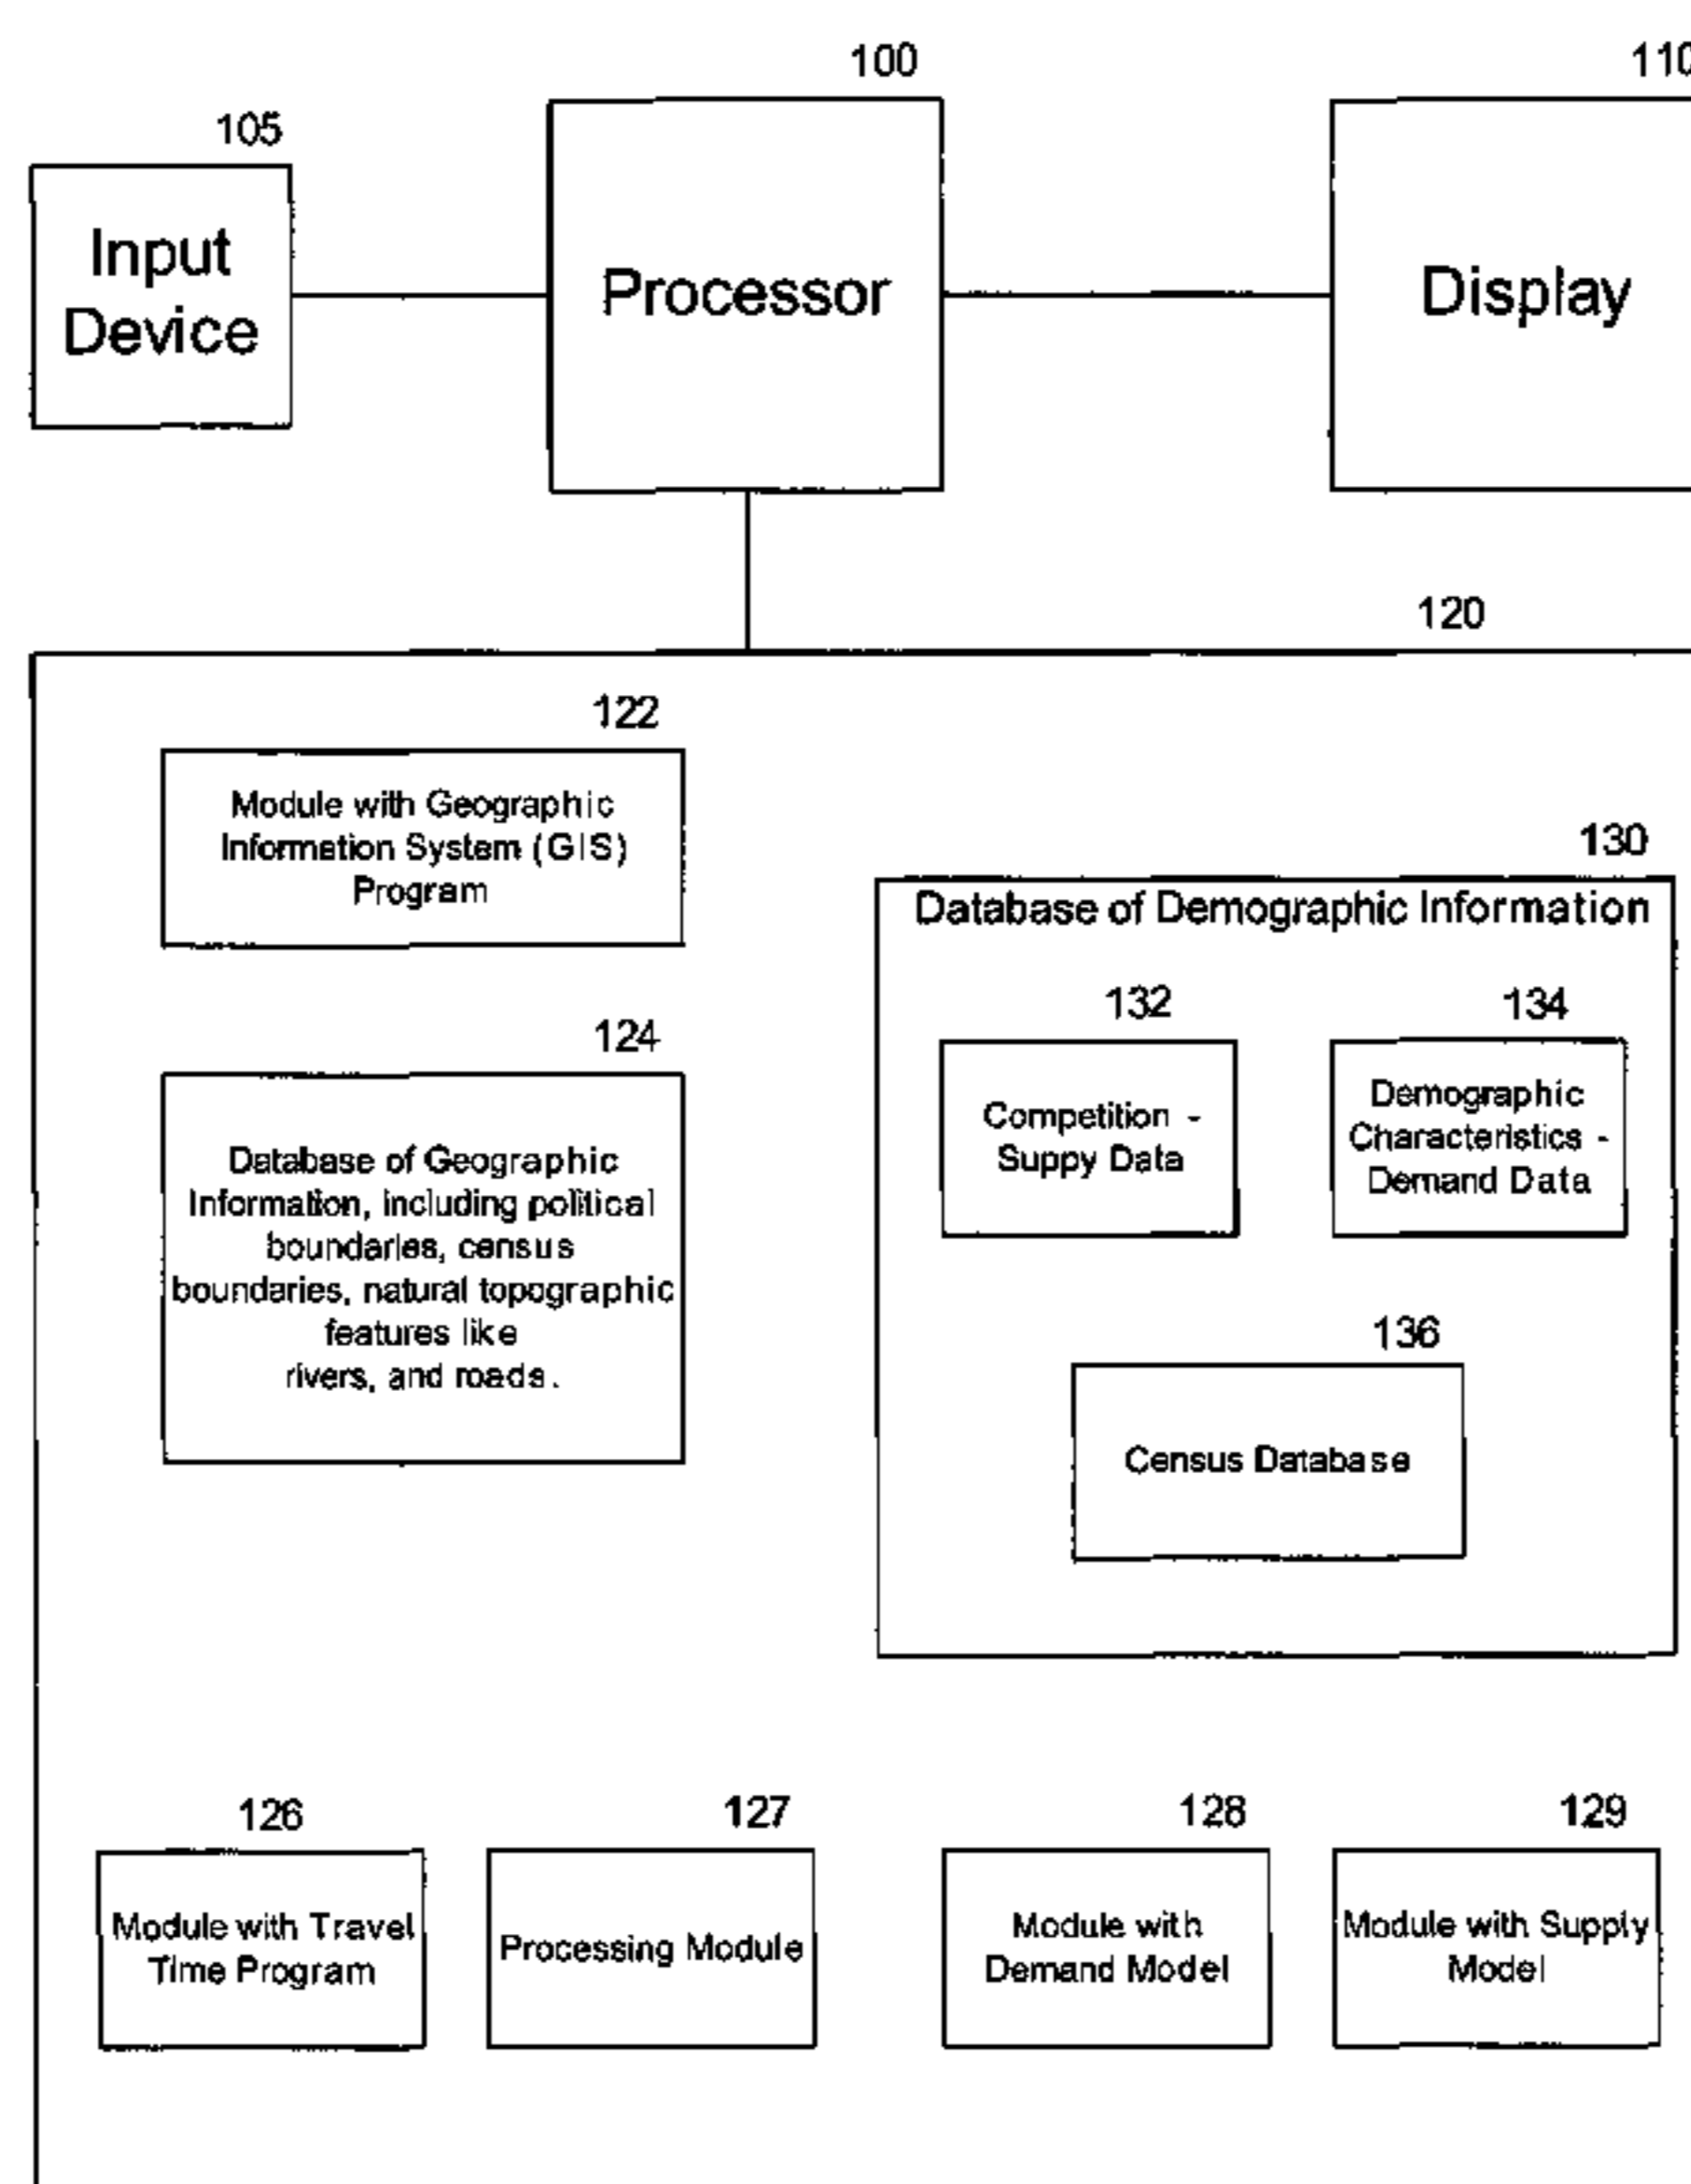 100
110
105
Input
Device
Processor
Display
120
122
Module with Geographic
Information System (GIS)
Program
130
Database of Demographic Information
124
Database of Geographic
Information, including political
boundaries, census
boundaries, natural topographic
features like
rivers, and roads.
132
Competition -
Suppy Data
134
Demographic
Characteristics -
Demand Data
136
Census Database
126
Module with Travel
Time Program
127
Processing Module
128
Module with
Demand Model
129
Module with Supply
Model